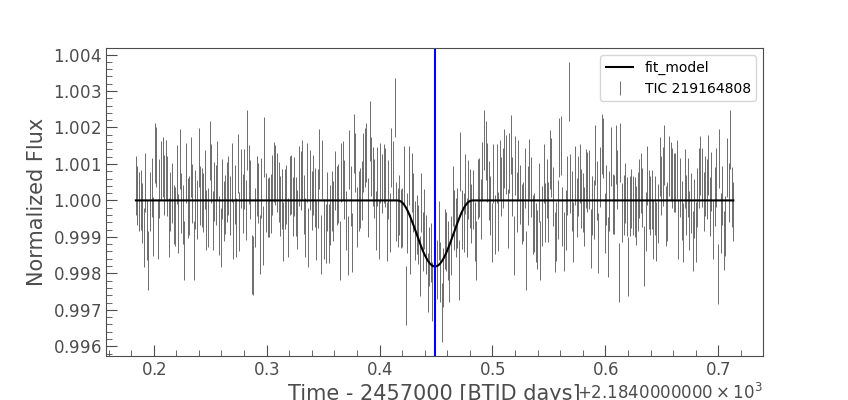 fit_model
TIC 219164808
1.004
1.003
1.002
1.001
1.000
0.999
0.998
0.997
0.996
Normalized Flux
0.2 0.3 0.4 0.5 0.6 0.7
Time - 2457000 [BTJD days]
+2.1840000000 × 10³